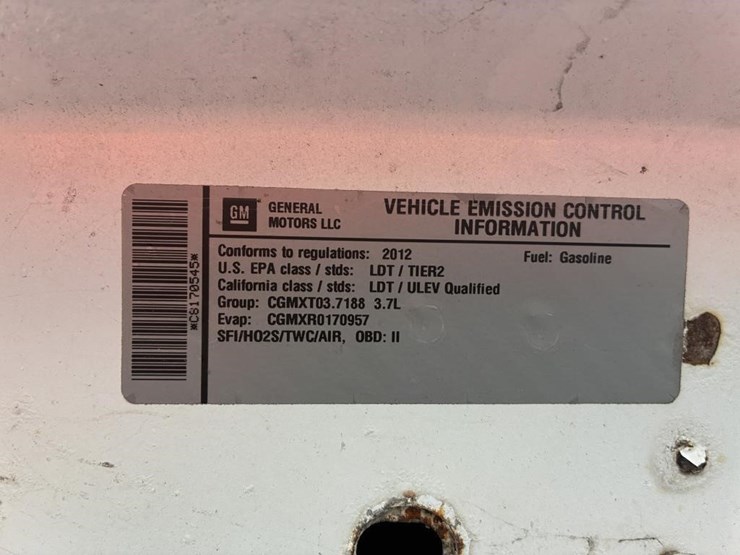 *C8170545*
GM
GENERAL
MOTORS LLC
VEHICLE EMISSION CONTROL
INFORMATION
Conforms to regulations: 2012
Fuel: Gasoline
U.S. EPA class / stds: LDT / TIER2
California class / stds: LDT / ULEV Qualified
Group: CGMXT03.7188 3.7L
Evap: CGMXR0170957
SFI/HO2S/TWC/AIR, OBD: II